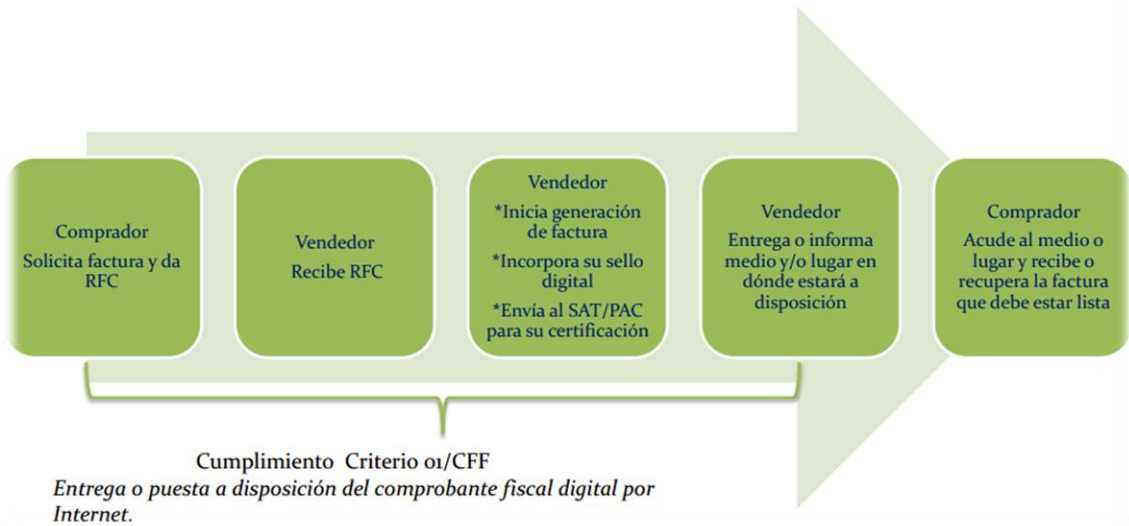 Comprador
Solicita factura y da
RFC
Vendedor
Recibe RFC
Vendedor
*Inicia generación
de factura
*Incorpora su sello
digital
*Envía al SAT/PAC
para su certificación
Vendedor
Entrega o informa
medio y/o lugar en
dónde estará a
disposición
Comprador
Acude al medio o
lugar y recibe o
recupera la factura
que debe estar lista
Cumplimiento Criterio 01/CFF
Entrega o puesta a disposición del comprobante fiscal digital por
Internet.